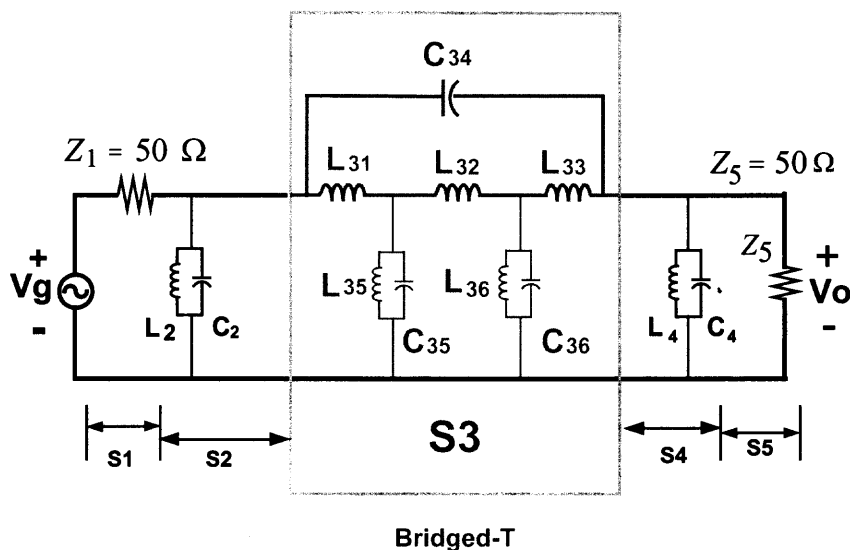 C34
Z1 = 50 Ω
L31
L32
L33
Z5 = 50 Ω
+
Vg
-
L2
C2
L35
C35
L36
C36
L4
C4
Z5
+
Vo
-
S1
S2
S3
S4
S5
Bridged-T